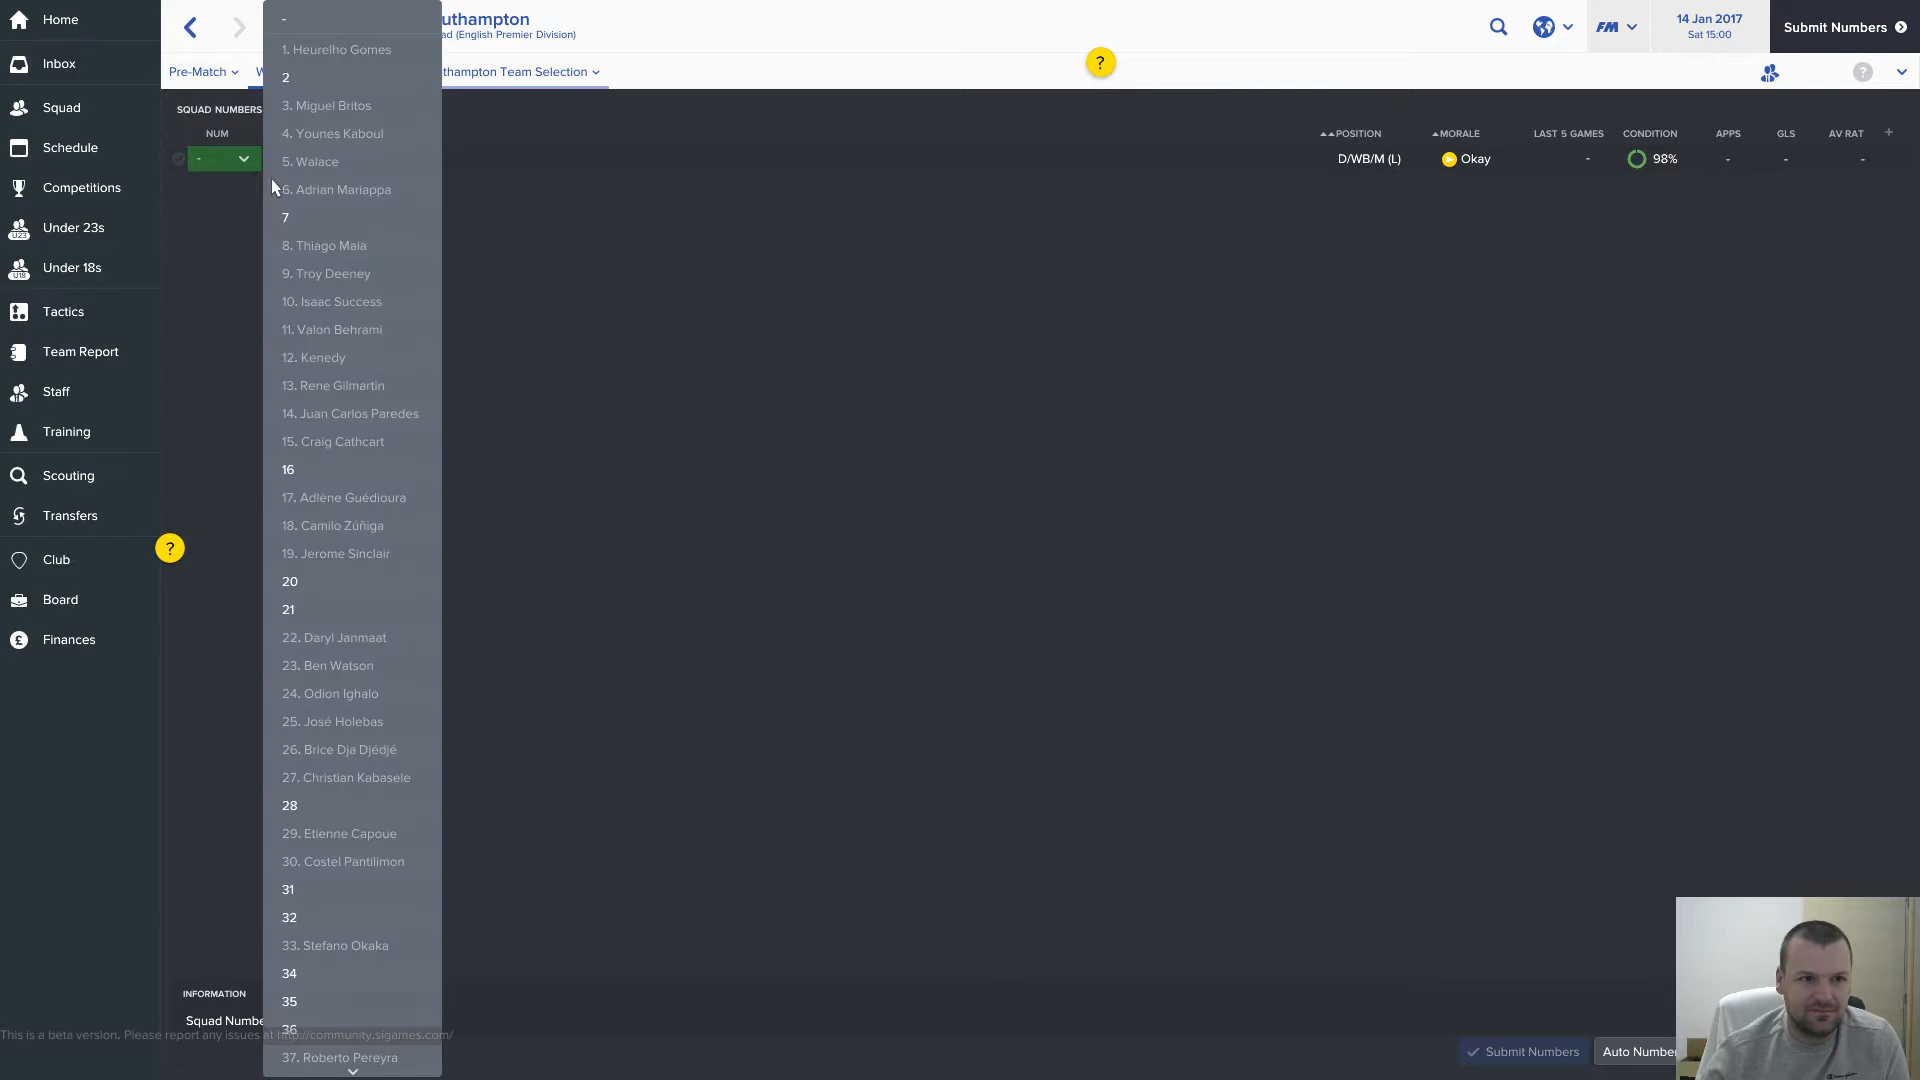 Home
Inbox
Squad
Schedule
Competitions
Under 23s
Under 18s
Tactics
Team Report
Staff
Training
Scouting
Transfers
Club
Board
Finances
uthampton
ad (English Premier Division)
FM
14 Jan 2017
Sat 15:00
Submit Numbers
Pre-Match
W
thampton Team Selection
?
?
SQUAD NUMBERS
NUM
POSITION
MORALE
LAST 5 GAMES
CONDITION
APPS
GLS
AV RAT
+
-
D/WB/M (L)
Okay
-
98%
-
-
-
-
1. Heurelho Gomes
2
3. Miguel Britos
4. Younes Kaboul
5. Walace
6. Adrian Mariappa
7
8. Thiago Maia
9. Troy Deeney
10. Isaac Success
11. Valon Behrami
12. Kenedy
13. Rene Gilmartin
14. Juan Carlos Paredes
15. Craig Cathcart
16
17. Adlène Guédioura
18. Camilo Zúñiga
19. Jerome Sinclair
20
21
22. Daryl Janmaat
23. Ben Watson
24. Odion Ighalo
25. José Holebas
26. Brice Dja Djédjé
27. Christian Kabasele
28
29. Etienne Capoue
30. Costel Pantilimon
31
32
33. Stefano Okaka
34
35
36
37. Roberto Pereyra
?
U23
U18
£
INFORMATION
Squad Numbe
This is a beta version. Please report any issues at http://community.sigames.com/
Submit Numbers
Auto Number